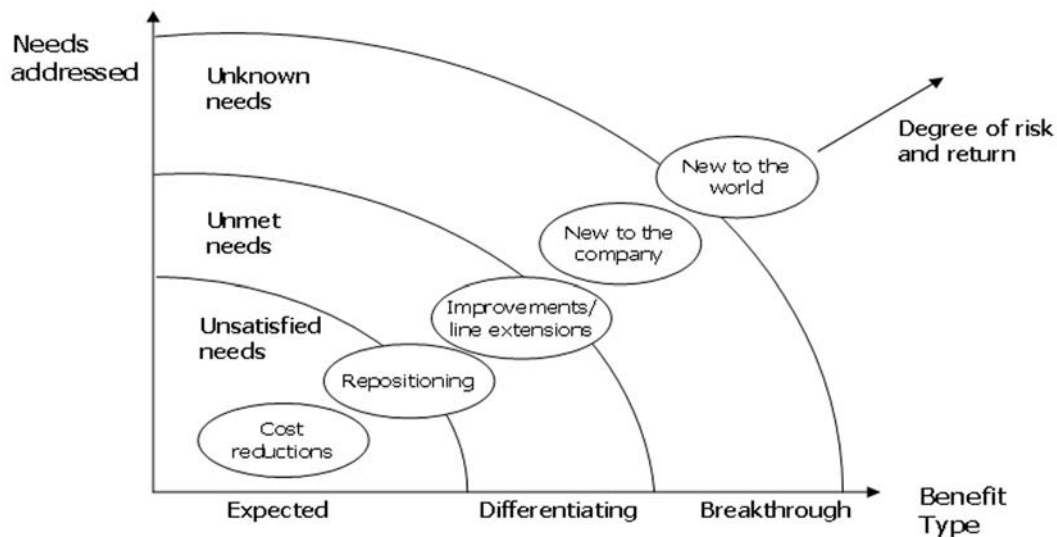 Needs
addressed
Unknown
needs
Degree of risk
and return
New to the
world
Unmet
needs
New to the
company
Improvements/
line extensions
Unsatisfied
needs
Repositioning
Cost
reductions
Expected
Differentiating
Breakthrough
Benefit
Type